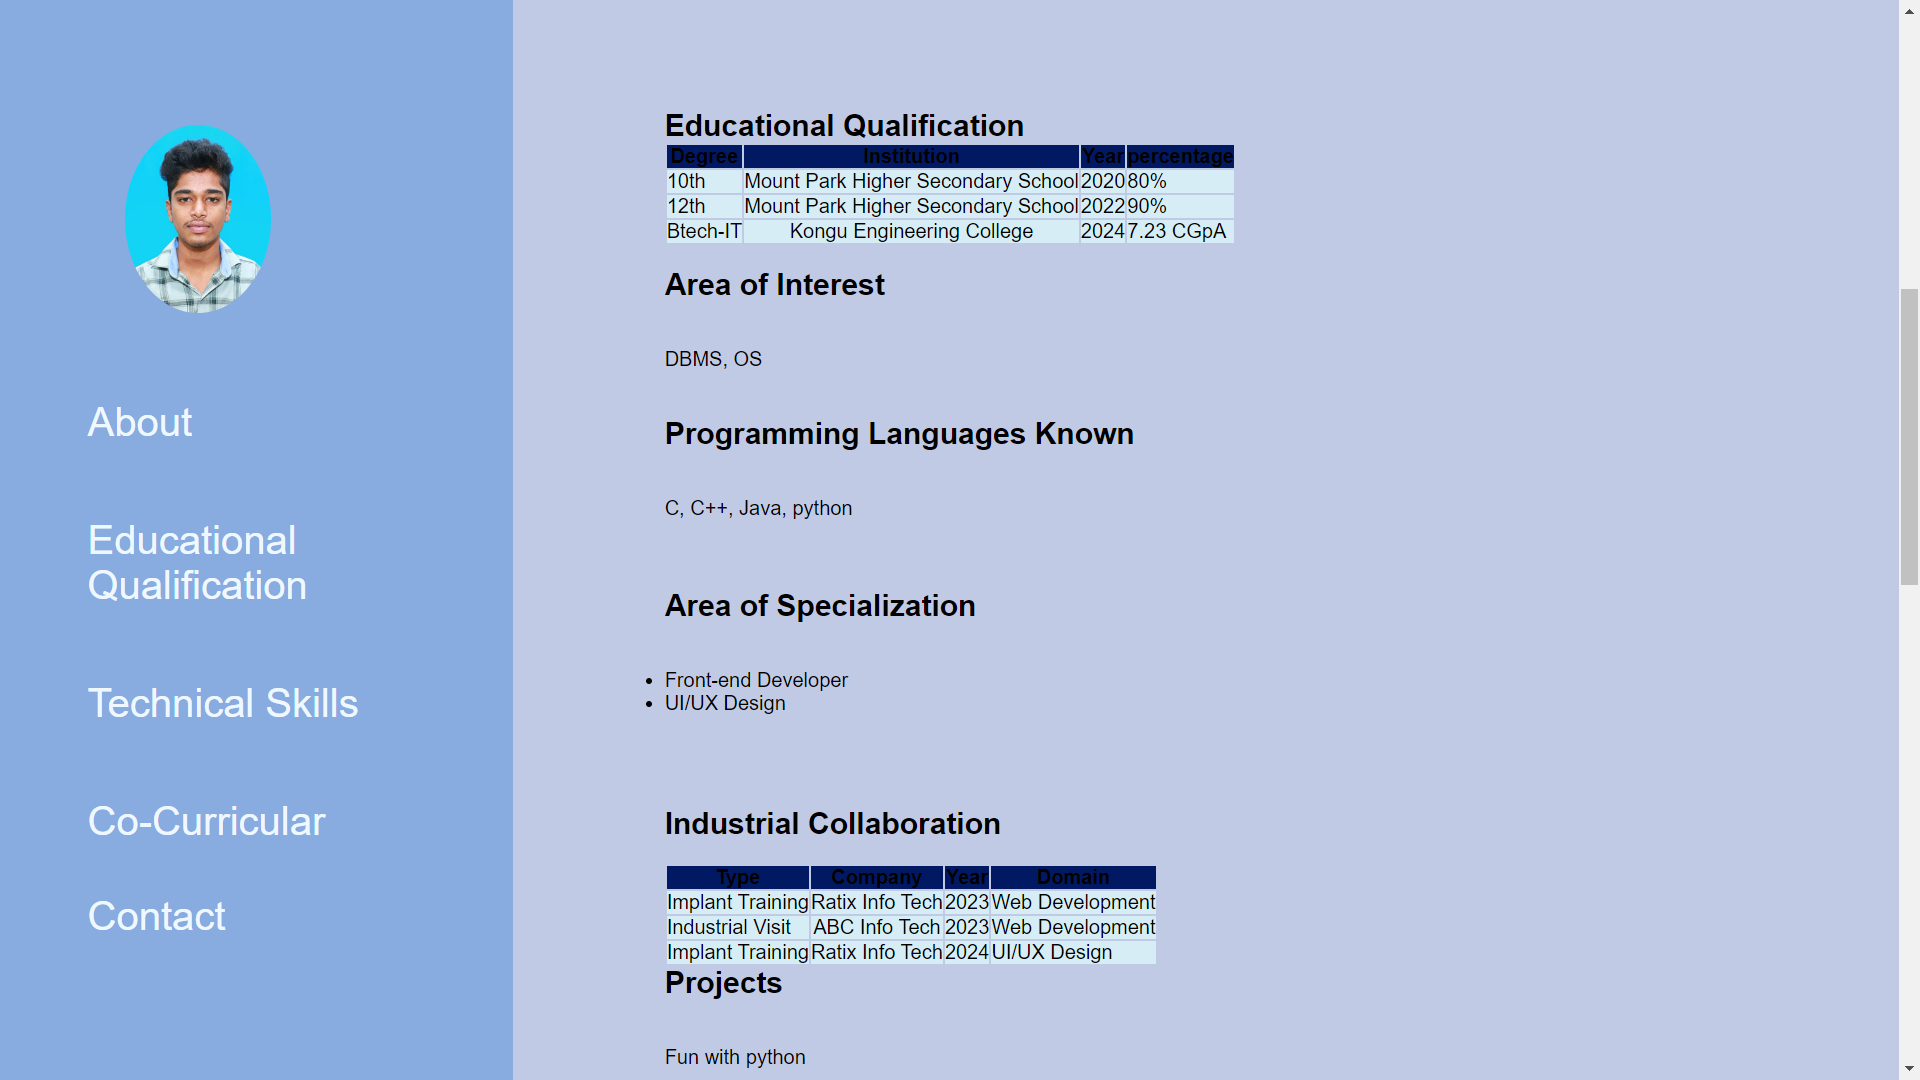 About
Educational
Qualification
Technical Skills
Co-Curricular
Contact
Educational Qualification
Degree Institution Year percentage
10th Mount Park Higher Secondary School 2020 80%
12th Mount Park Higher Secondary School 2022 90%
Btech-IT Kongu Engineering College 2024 7.23 CGpA
Area of Interest
DBMS, OS
Programming Languages Known
C, C++, Java, python
Area of Specialization
• Front-end Developer
• UI/UX Design
Industrial Collaboration
Type Company Year Domain
Implant Training Ratix Info Tech 2023 Web Development
Industrial Visit ABC Info Tech 2023 Web Development
Implant Training Ratix Info Tech 2024 UI/UX Design
Projects
Fun with python